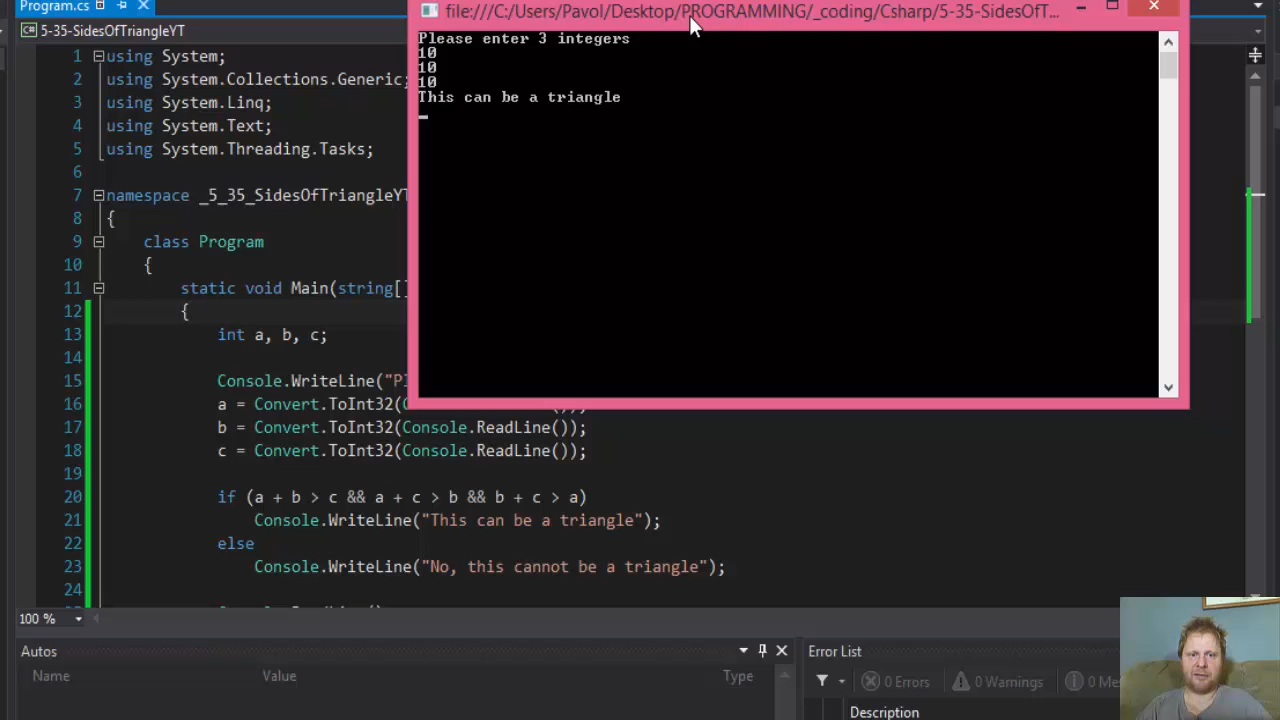 Program.cs
file:///C:/Users/Pavol/Desktop/PROGRAMMING/_coding/Csharp/5-35-SidesOfT...
5-35-SidesOfTriangleYT
Please enter 3 integers
10
10
10
This can be a triangle
1 using System;
2 using System.Collections.Generic;
3 using System.Linq;
4 using System.Text;
5 using System.Threading.Tasks;
6
7 namespace _5_35_SidesOfTriangleYT
8 {
9 class Program
10 {
11 static void Main(string[]
12 {
13 int a, b, c;
14
15 Console.WriteLine("Pl
16 a = Convert.ToInt32(C ());
17 b = Convert.ToInt32(Console.ReadLine());
18 c = Convert.ToInt32(Console.ReadLine());
19
20 if (a + b > c && a + c > b && b + c > a)
21 Console.WriteLine("This can be a triangle");
22 else
23 Console.WriteLine("No, this cannot be a triangle");
24
100 %
Autos
Error List
Name Value Type
0 Errors 0 Warnings 0 Me
Description